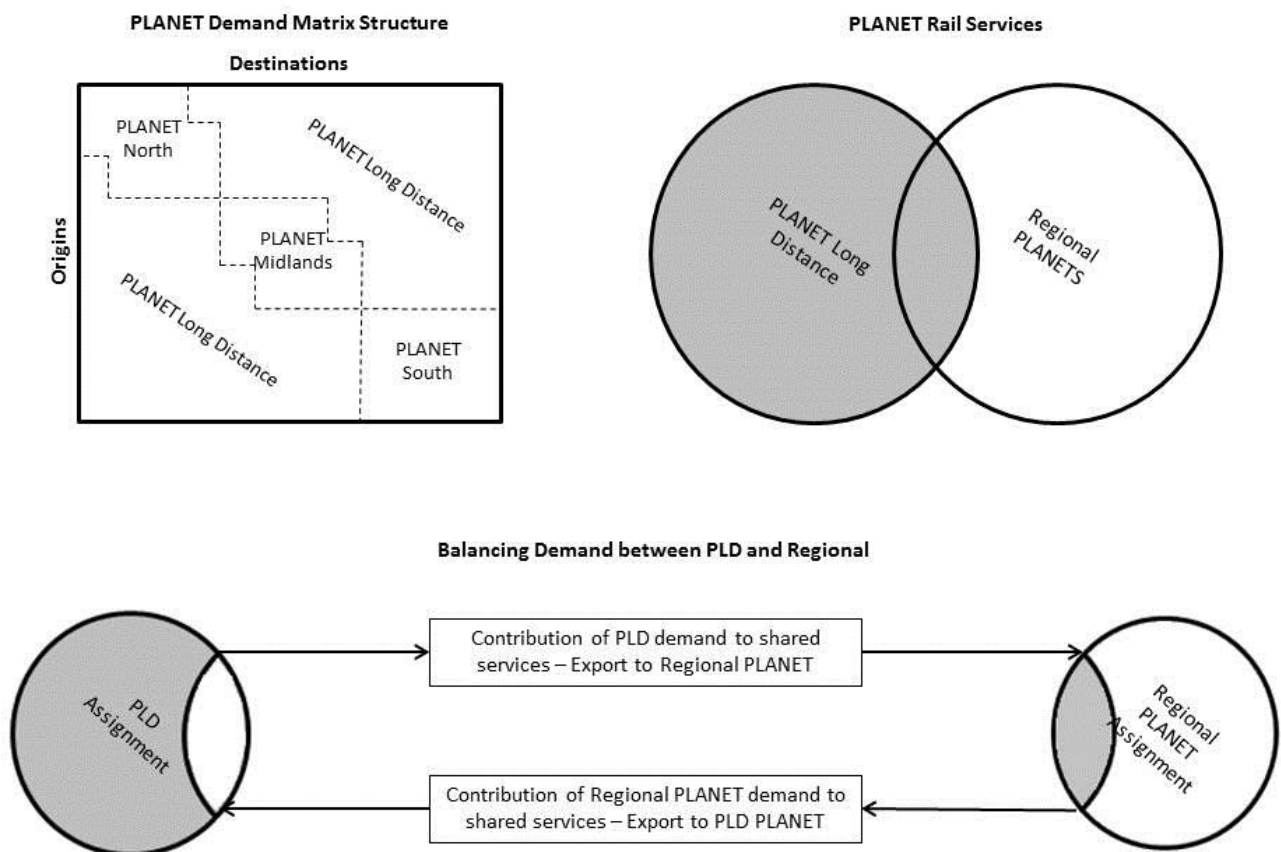 PLANET Demand Matrix Structure
Destinations
Origins
PLANET
North
PLANET Long Distance
PLANET
Midlands
PLANET Long Distance
PLANET
South
PLANET Rail Services
PLANET Long
Distance
Regional
PLANETS
Balancing Demand between PLD and Regional
PLD
Assignment
Contribution of PLD demand to shared
services – Export to Regional PLANET
Contribution of Regional PLANET demand to
shared services – Export to PLD PLANET
Regional
PLANET
Assignment